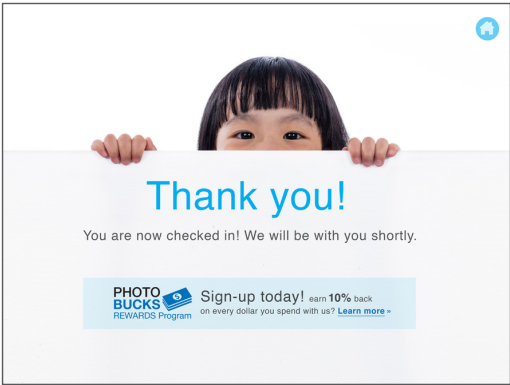 Thank you!
You are now checked in! We will be with you shortly.
PHOTO
BUCKS
REWARDS Program
$
Sign-up today! earn 10% back
on every dollar you spend with us? Learn more »